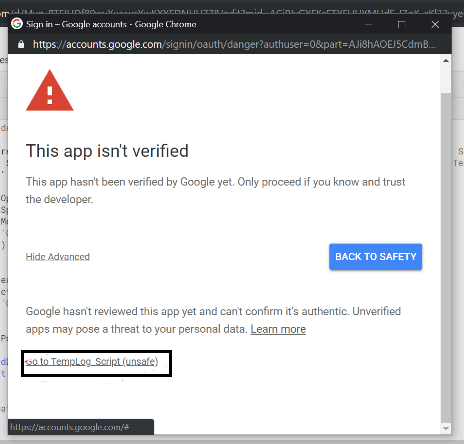 Sign in – Google accounts - Google Chrome
https://accounts.google.com/signin/oauth/danger?authuser=0&part=AJi8hAOEJ5CdmB...
This app isn't verified
This app hasn't been verified by Google yet. Only proceed if you know and trust
the developer.
Hide Advanced
BACK TO SAFETY
Google hasn't reviewed this app yet and can't confirm it's authentic. Unverified
apps may pose a threat to your personal data. Learn more
Go to TempLog_Script (unsafe)
https://accounts.google.com/#